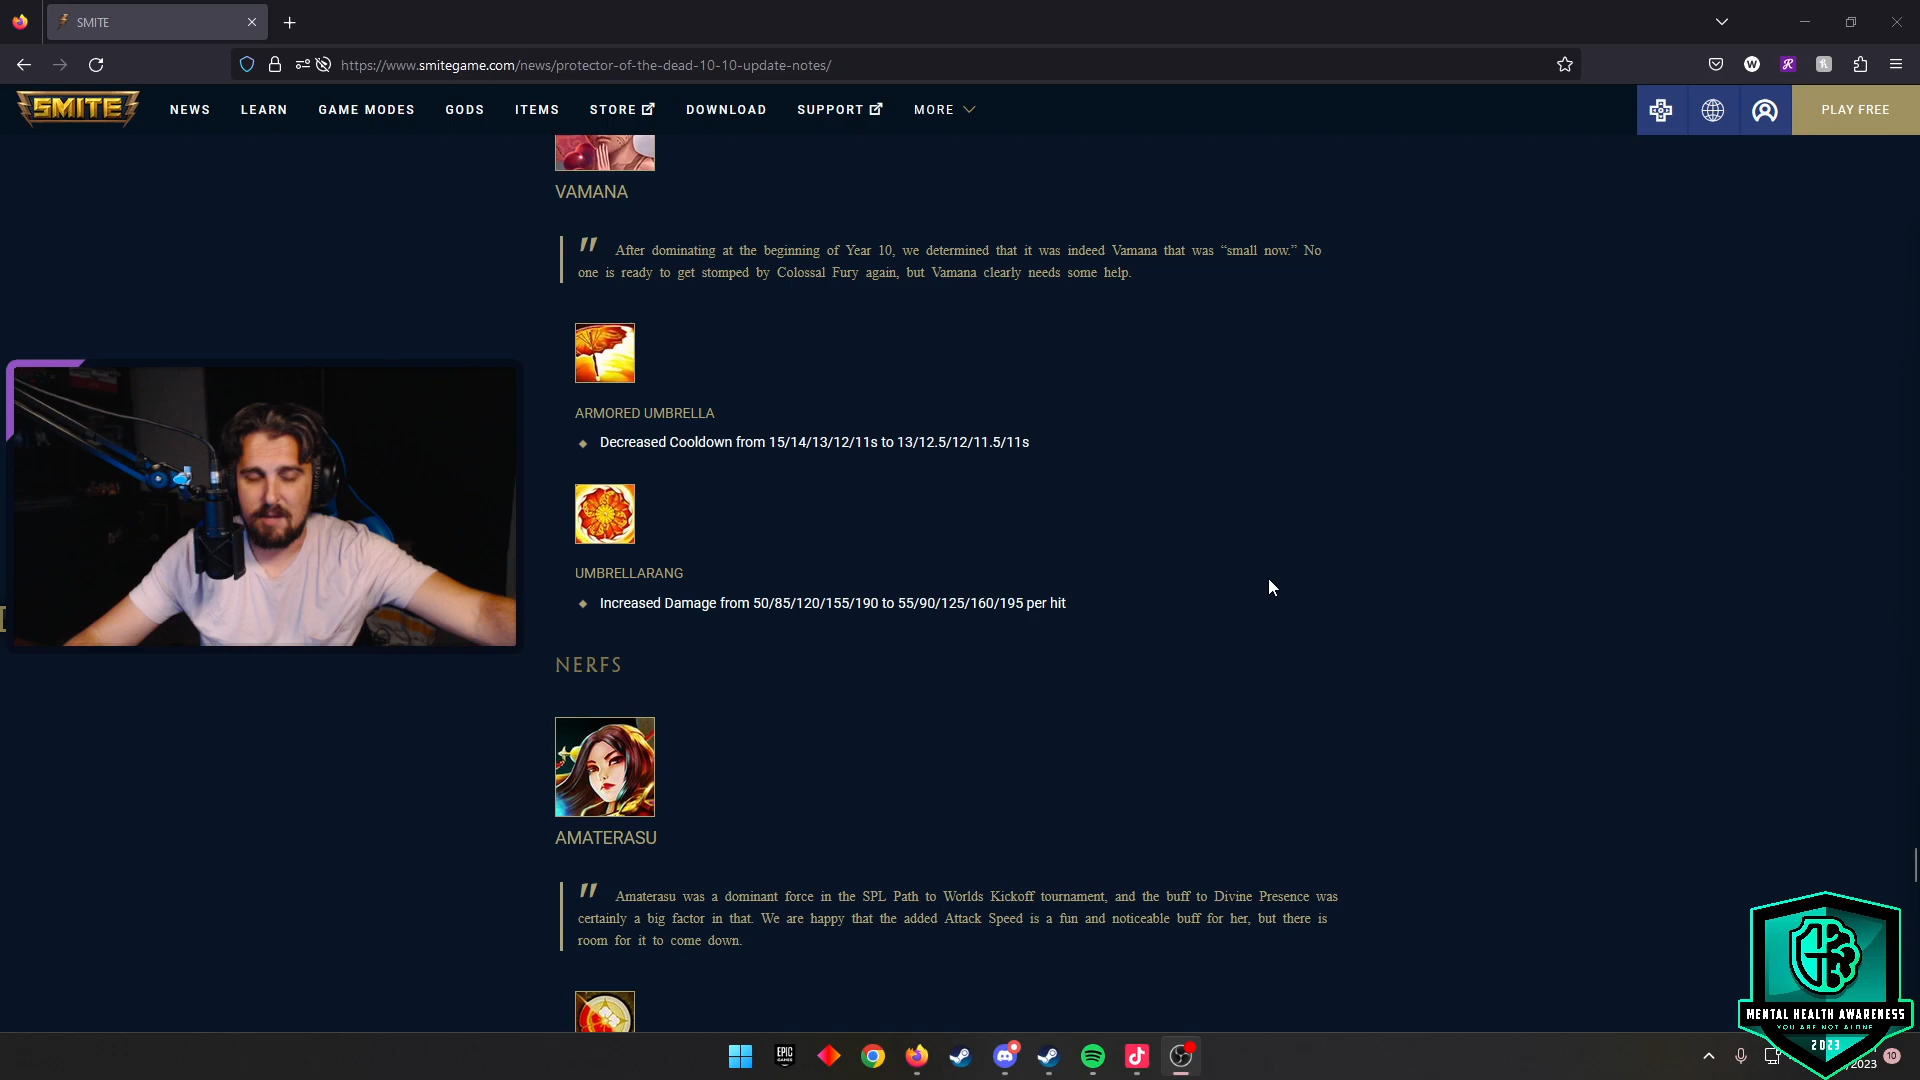 SMITE
https://www.smitegame.com/news/protector-of-the-dead-10-10-update-notes/
SMITE
NEWS
LEARN
GAME MODES
GODS
ITEMS
STORE
DOWNLOAD
SUPPORT
MORE
PLAY FREE
VAMANA
" After dominating at the beginning of Year 10, we determined that it was indeed Vamana that was “small now.” No
one is ready to get stomped by Colossal Fury again, but Vamana clearly needs some help.
ARMORED UMBRELLA
Decreased Cooldown from 15/14/13/12/11s to 13/12.5/12/11.5/11s
UMBRELLARANG
Increased Damage from 50/85/120/155/190 to 55/90/125/160/195 per hit
NERFS
AMATERASU
" Amaterasu was a dominant force in the SPL Path to Worlds Kickoff tournament, and the buff to Divine Presence was
certainly a big factor in that. We are happy that the added Attack Speed is a fun and noticeable buff for her, but there is
room for it to come down.
MENTAL HEALTH AWARENESS
YOU ARE NOT ALONE
2023
EPIC
GAMES
2023
10